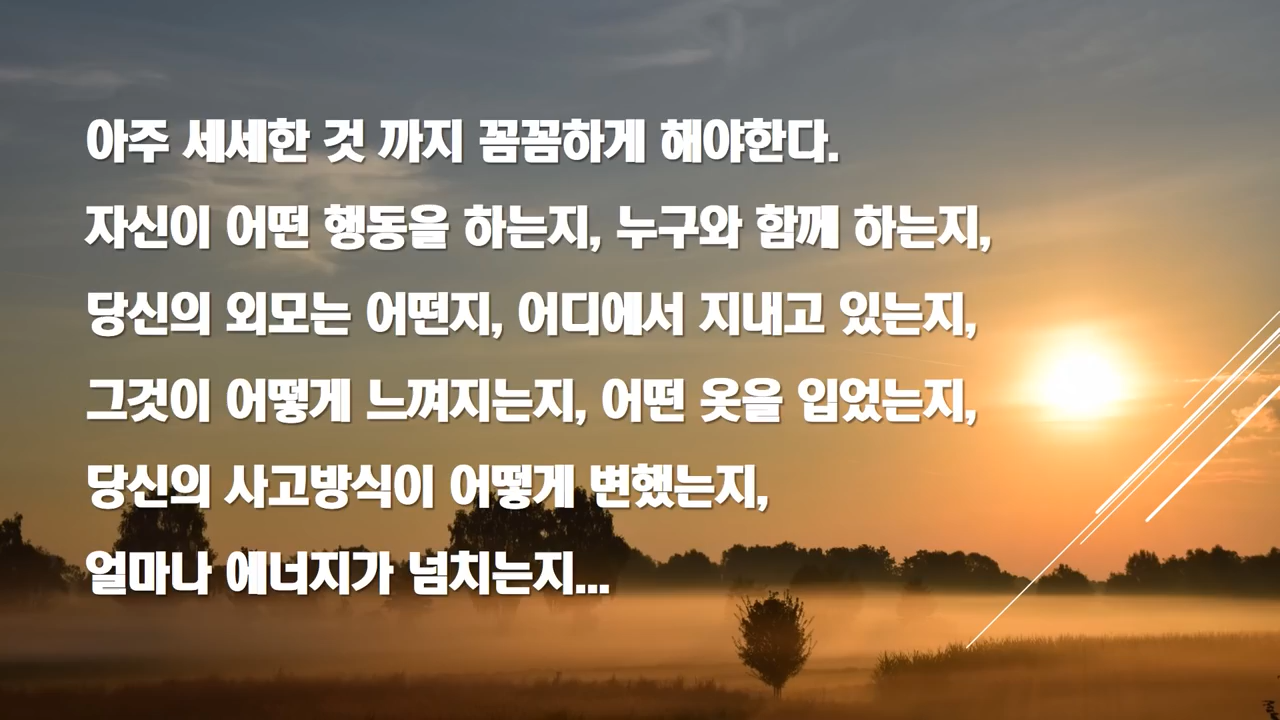 아주 세세한 것 까지 꼼꼼하게 해야한다.
자신이 어떤 행동을 하는지, 누구와 함께 하는지,
당신의 외모는 어떤지, 어디에서 지내고 있는지,
그것이 어떻게 느껴지는지, 어떤 옷을 입었는지,
당신의 사고방식이 어떻게 변했는지,
얼마나 에너지가 넘치는지...